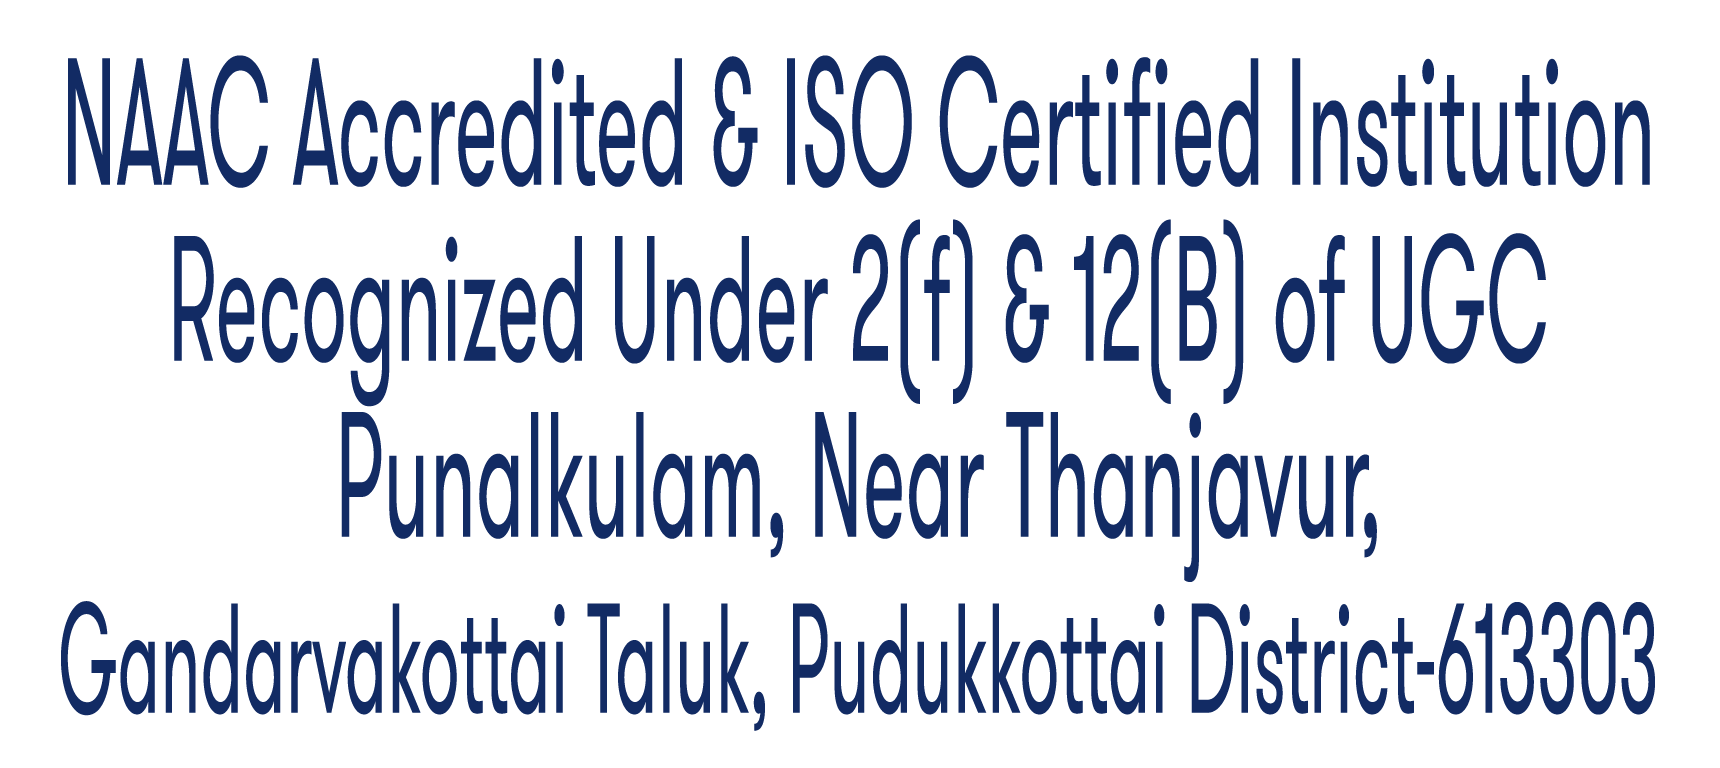 NAAC Accredited & ISO Certified Institution
Recognized Under 2(f) & 12(B) of UGC
Punalkulam, Near Thanjavur,
Gandarvakottai Taluk, Pudukkottai District-613303